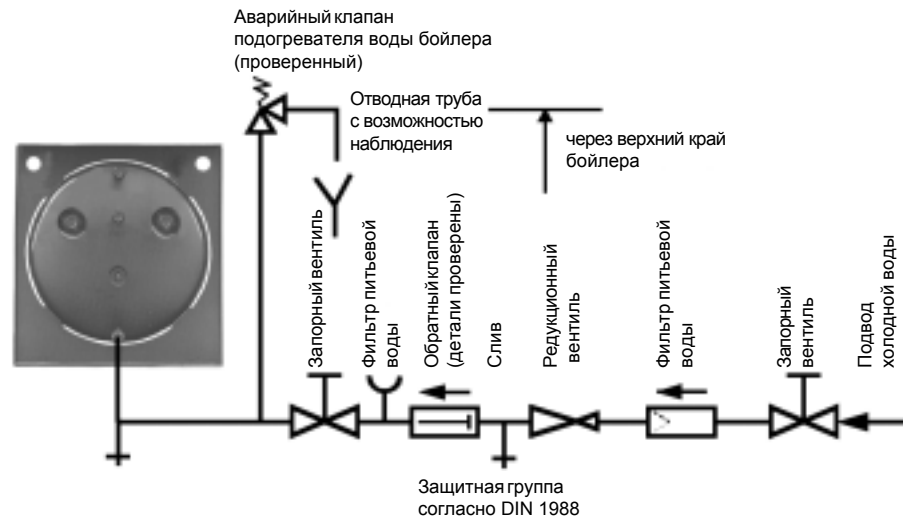 Аварийный клапан
подогревателя воды бойлера
(проверенный)
Отводная труба
с возможностью
наблюдения
через верхний край
бойлера
Запорный вентиль
Фильтр питьевой
воды
Обратный клапан
(детали проверены)
Слив
Редукционный
вентиль
Фильтр питьевой
воды
Запорный
вентиль
Подвод
холодной воды
Защитная группа
согласно DIN 1988